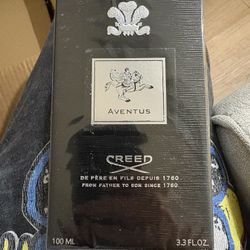 AVENTUS
CREED
DE PÈRE EN FILS DEPUIS 1760
FROM FATHER TO SON SINCE 1760
100 ML 3.3 FL.OZ.